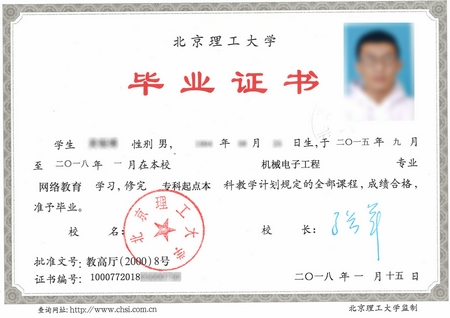 北京理工大学
毕业证书
学生 性别 男, 年 月 日生,于 二〇一五 年 九 月
至 二〇一八 年 一 月在本校 机械电子工程 专业
网络教育 学习,修完 专科起点本 科教学计划规定的全部课程,成绩合格,
准予毕业。
校 名: 校 长:
北京理工大学
批准文号:教高厅(2000)8号
证书编号:1000772018 二〇一八 年 一 月 十五 日
查询网址:http://www.chsi.com.cn 北京理工大学监制